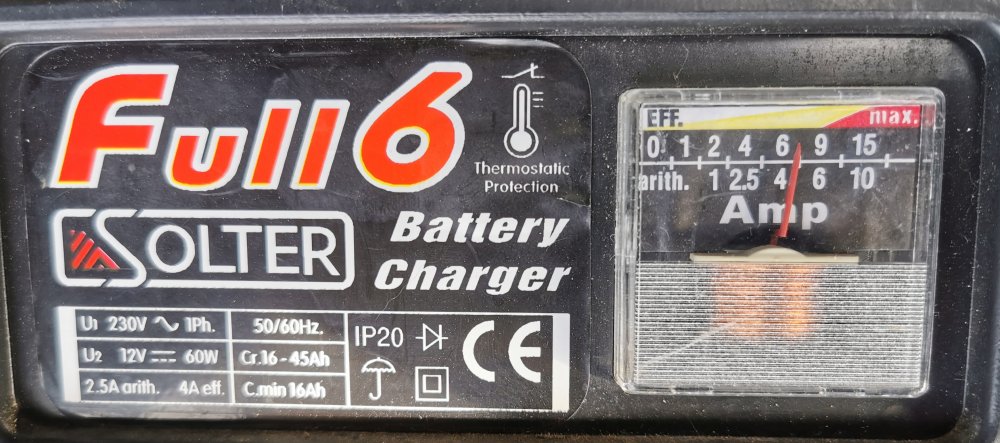 Full 6
Thermostatic
Protection
SOLTER
Battery
Charger
U1 230V 1Ph.
50/60Hz.
U2 12V 60W
Cr.16 - 45Ah
2.5A arith. 4A eff.
C.min 16Ah
IP20
CE
EFF. max.
0 1 2 4 6 9 15
arith. 1 2.5 4 6 10
Amp